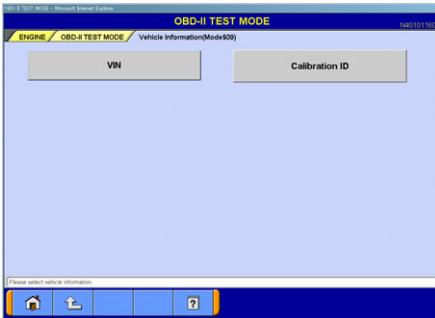 OBD-II TEST MODE - Microsoft Internet Explorer
OBD-II TEST MODE
N40101160
ENGINE OBD-II TEST MODE Vehicle Information(Mode$09)
VIN Calibration ID
Please select vehicle information.
?